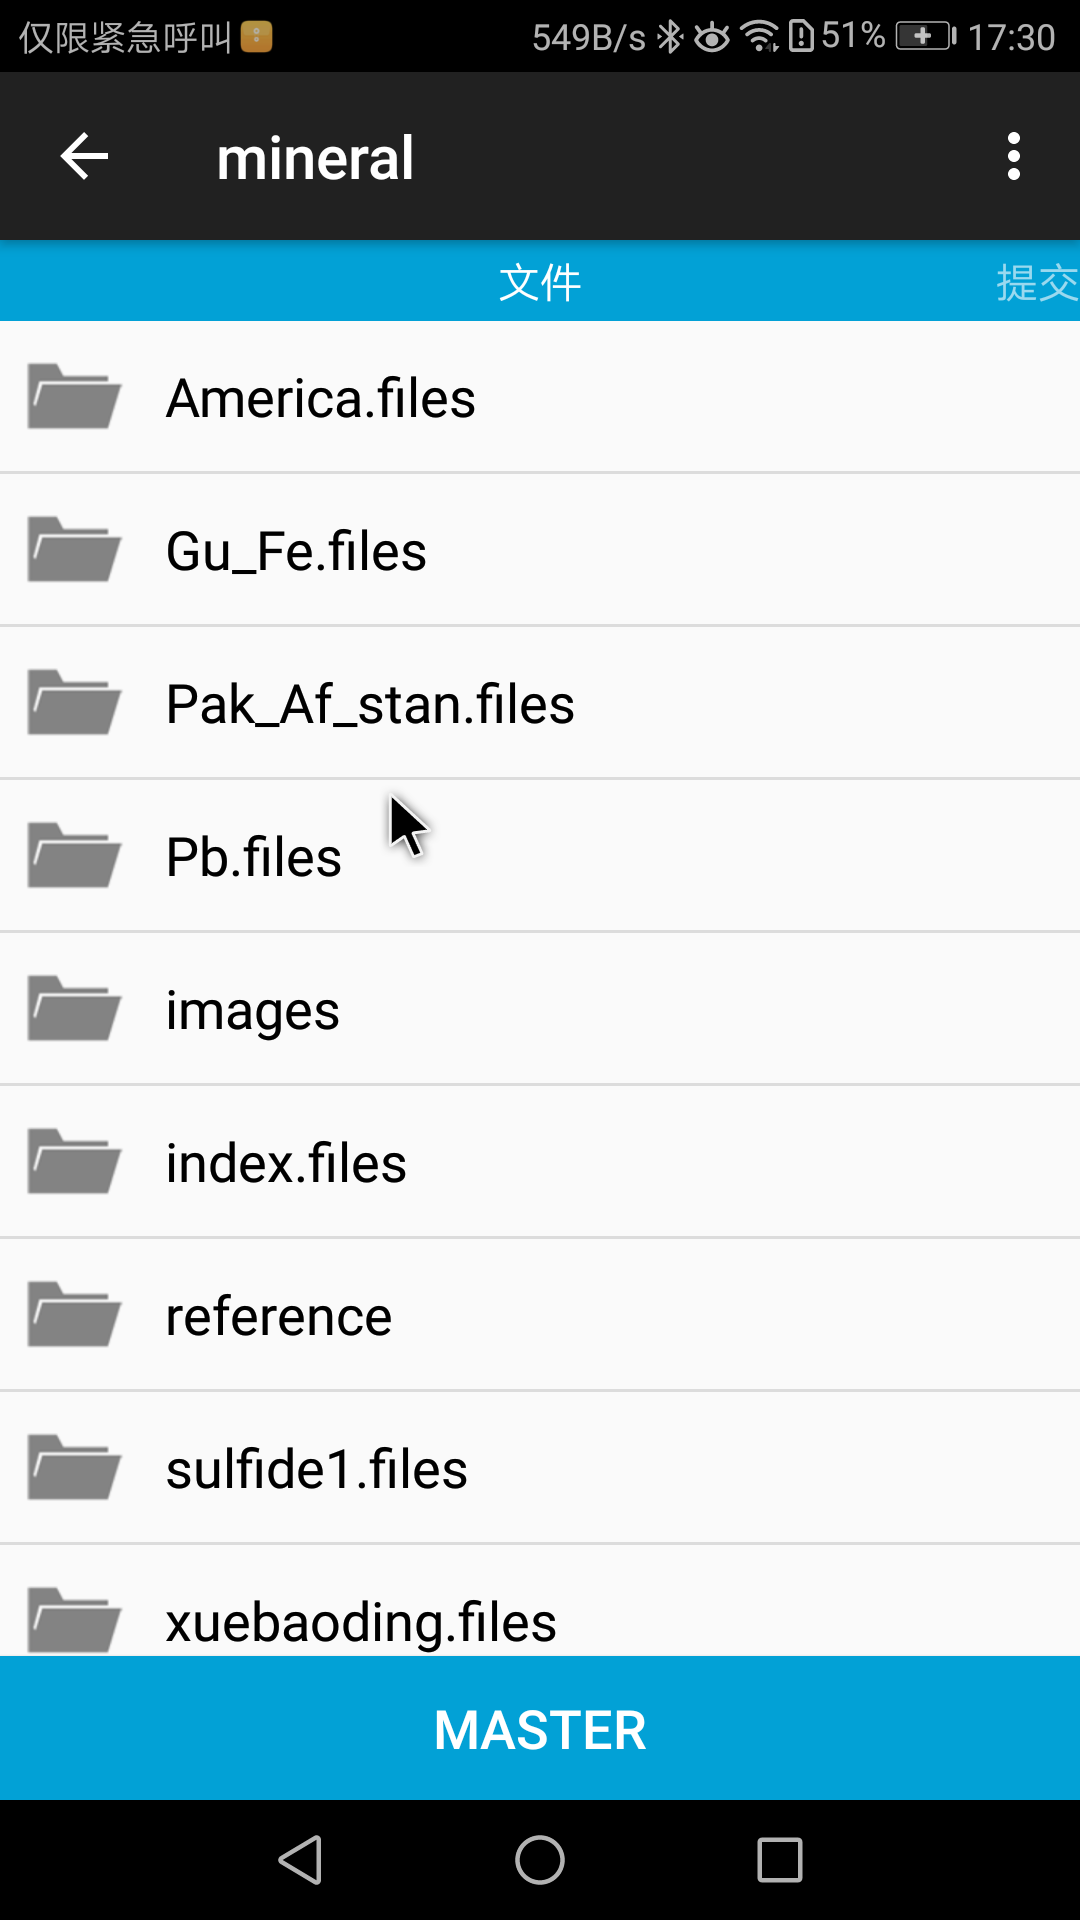 仅限紧急呼叫 549B/s 51% 17:30
mineral
文件 提交
America.files
Gu_Fe.files
Pak_Af_stan.files
Pb.files
images
index.files
reference
sulfide1.files
xuebaoding.files
MASTER